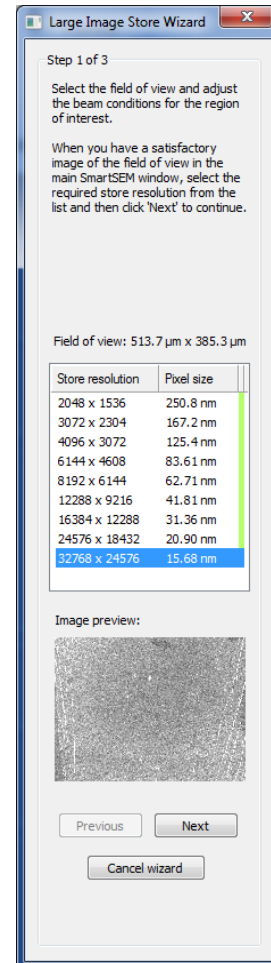 Large Image Store Wizard
Step 1 of 3
Select the field of view and adjust
the beam conditions for the region
of interest.
When you have a satisfactory
image of the field of view in the
main SmartSEM window, select the
required store resolution from the
list and then click 'Next' to continue.
Field of view: 513.7 µm x 385.3 µm
Store resolution Pixel size
2048 x 1536 250.8 nm
3072 x 2304 167.2 nm
4096 x 3072 125.4 nm
6144 x 4608 83.61 nm
8192 x 6144 62.71 nm
12288 x 9216 41.81 nm
16384 x 12288 31.36 nm
24576 x 18432 20.90 nm
32768 x 24576 15.68 nm
Image preview:
Previous Next
Cancel wizard